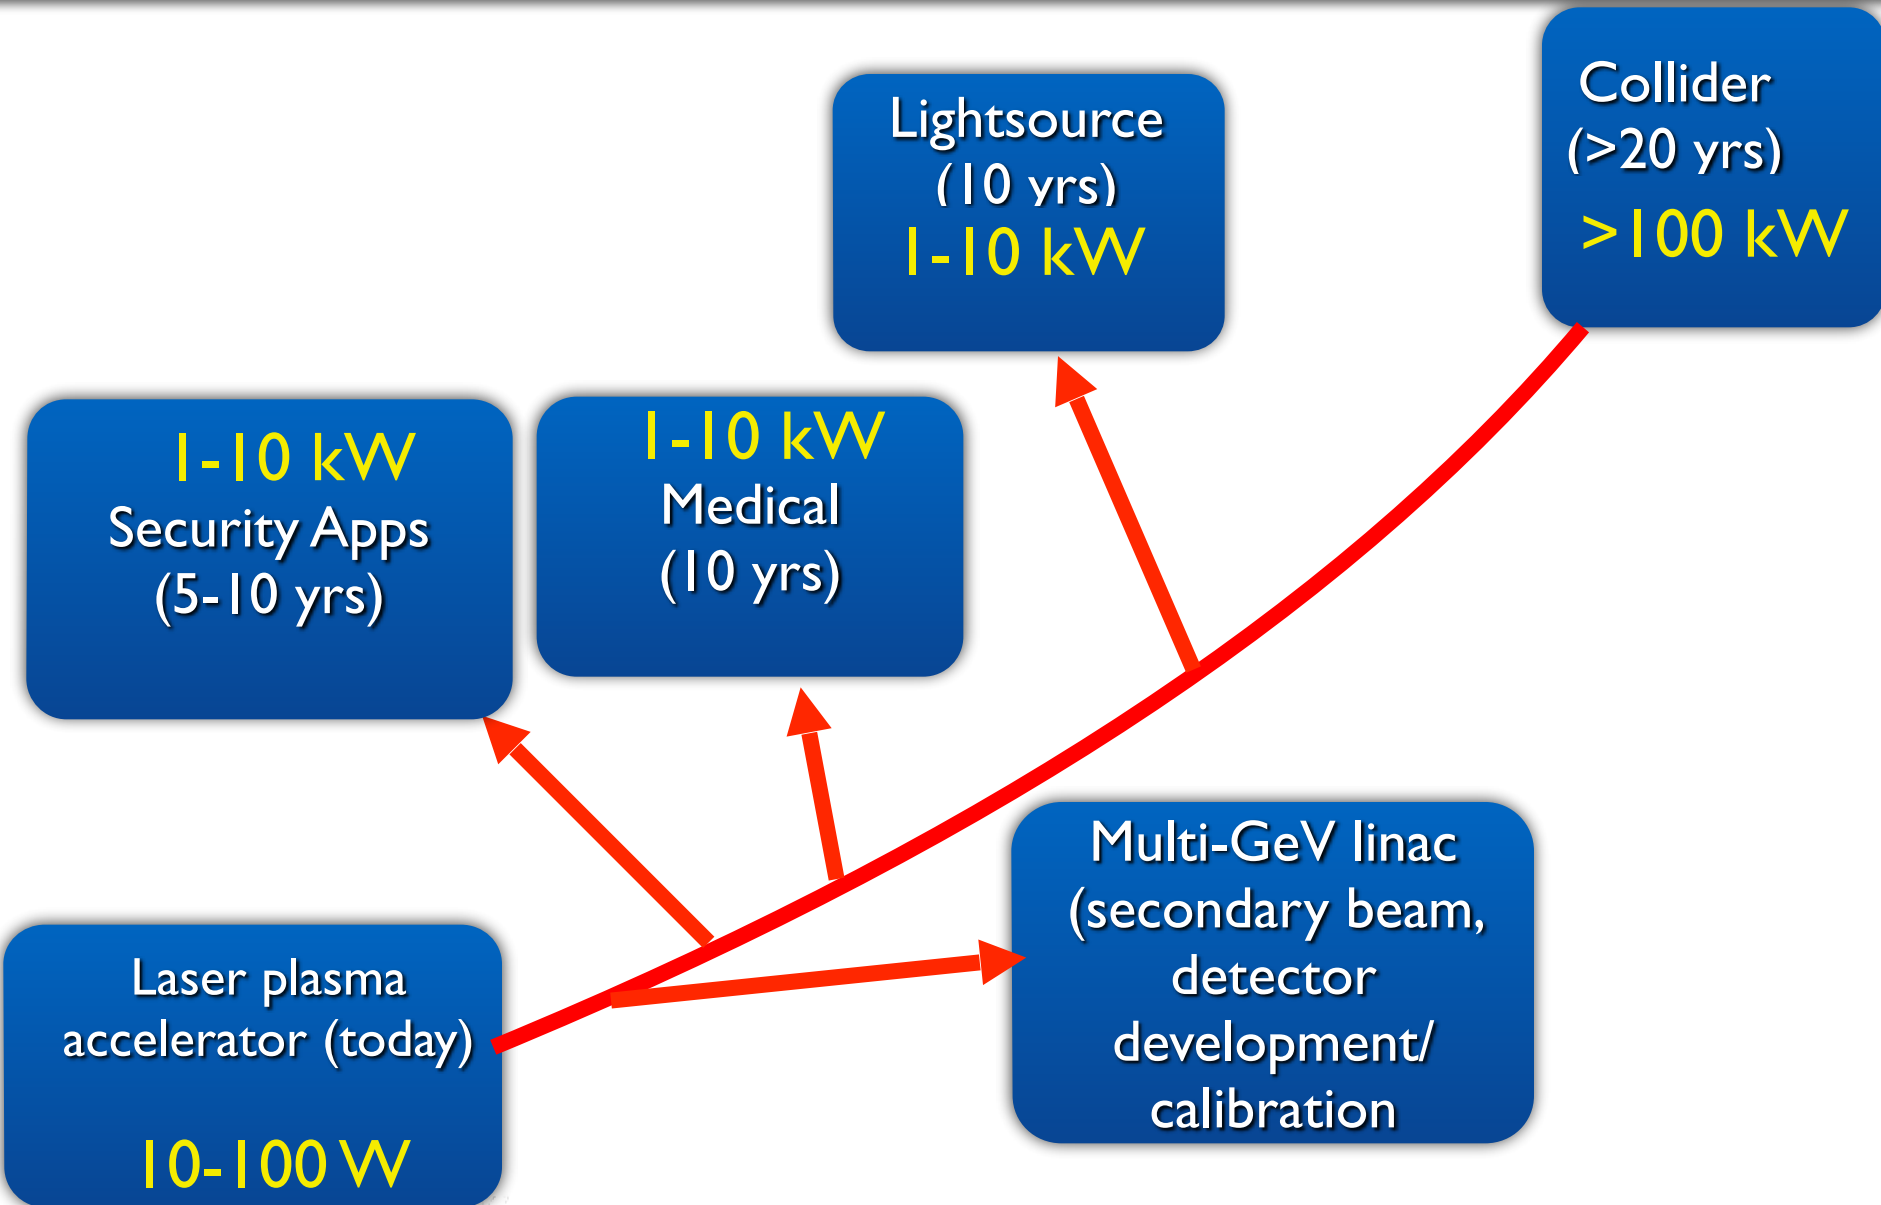 Collider
(>20 yrs)
>100 kW
Lightsource
(10 yrs)
1-10 kW
1-10 kW
Security Apps
(5-10 yrs)
1-10 kW
Medical
(10 yrs)
Multi-GeV linac
(secondary beam,
detector
development/
calibration
Laser plasma
accelerator (today)
10-100 W